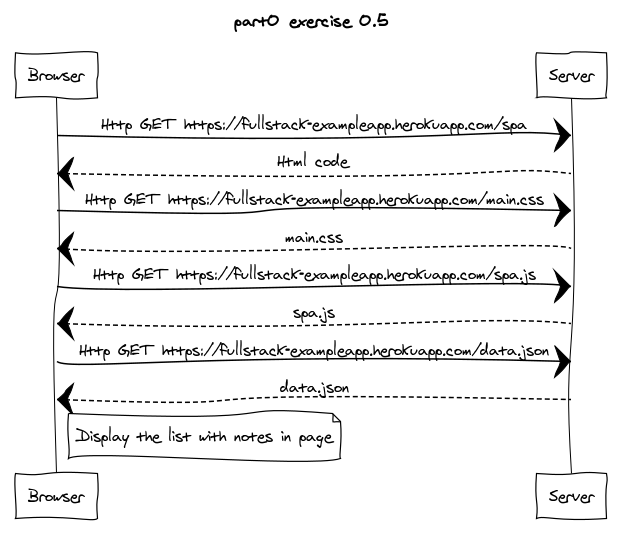 part0 exercise 0.5
Browser
Server
Http GET https://fullstack-exampleapp.herokuapp.com/spa
Html code
Http GET https://fullstack-exampleapp.herokuapp.com/main.css
main.css
Http GET https://fullstack-exampleapp.herokuapp.com/spa.js
spa.js
Http GET https://fullstack-exampleapp.herokuapp.com/data.json
data.json
Display the list with notes in page
Browser
Server